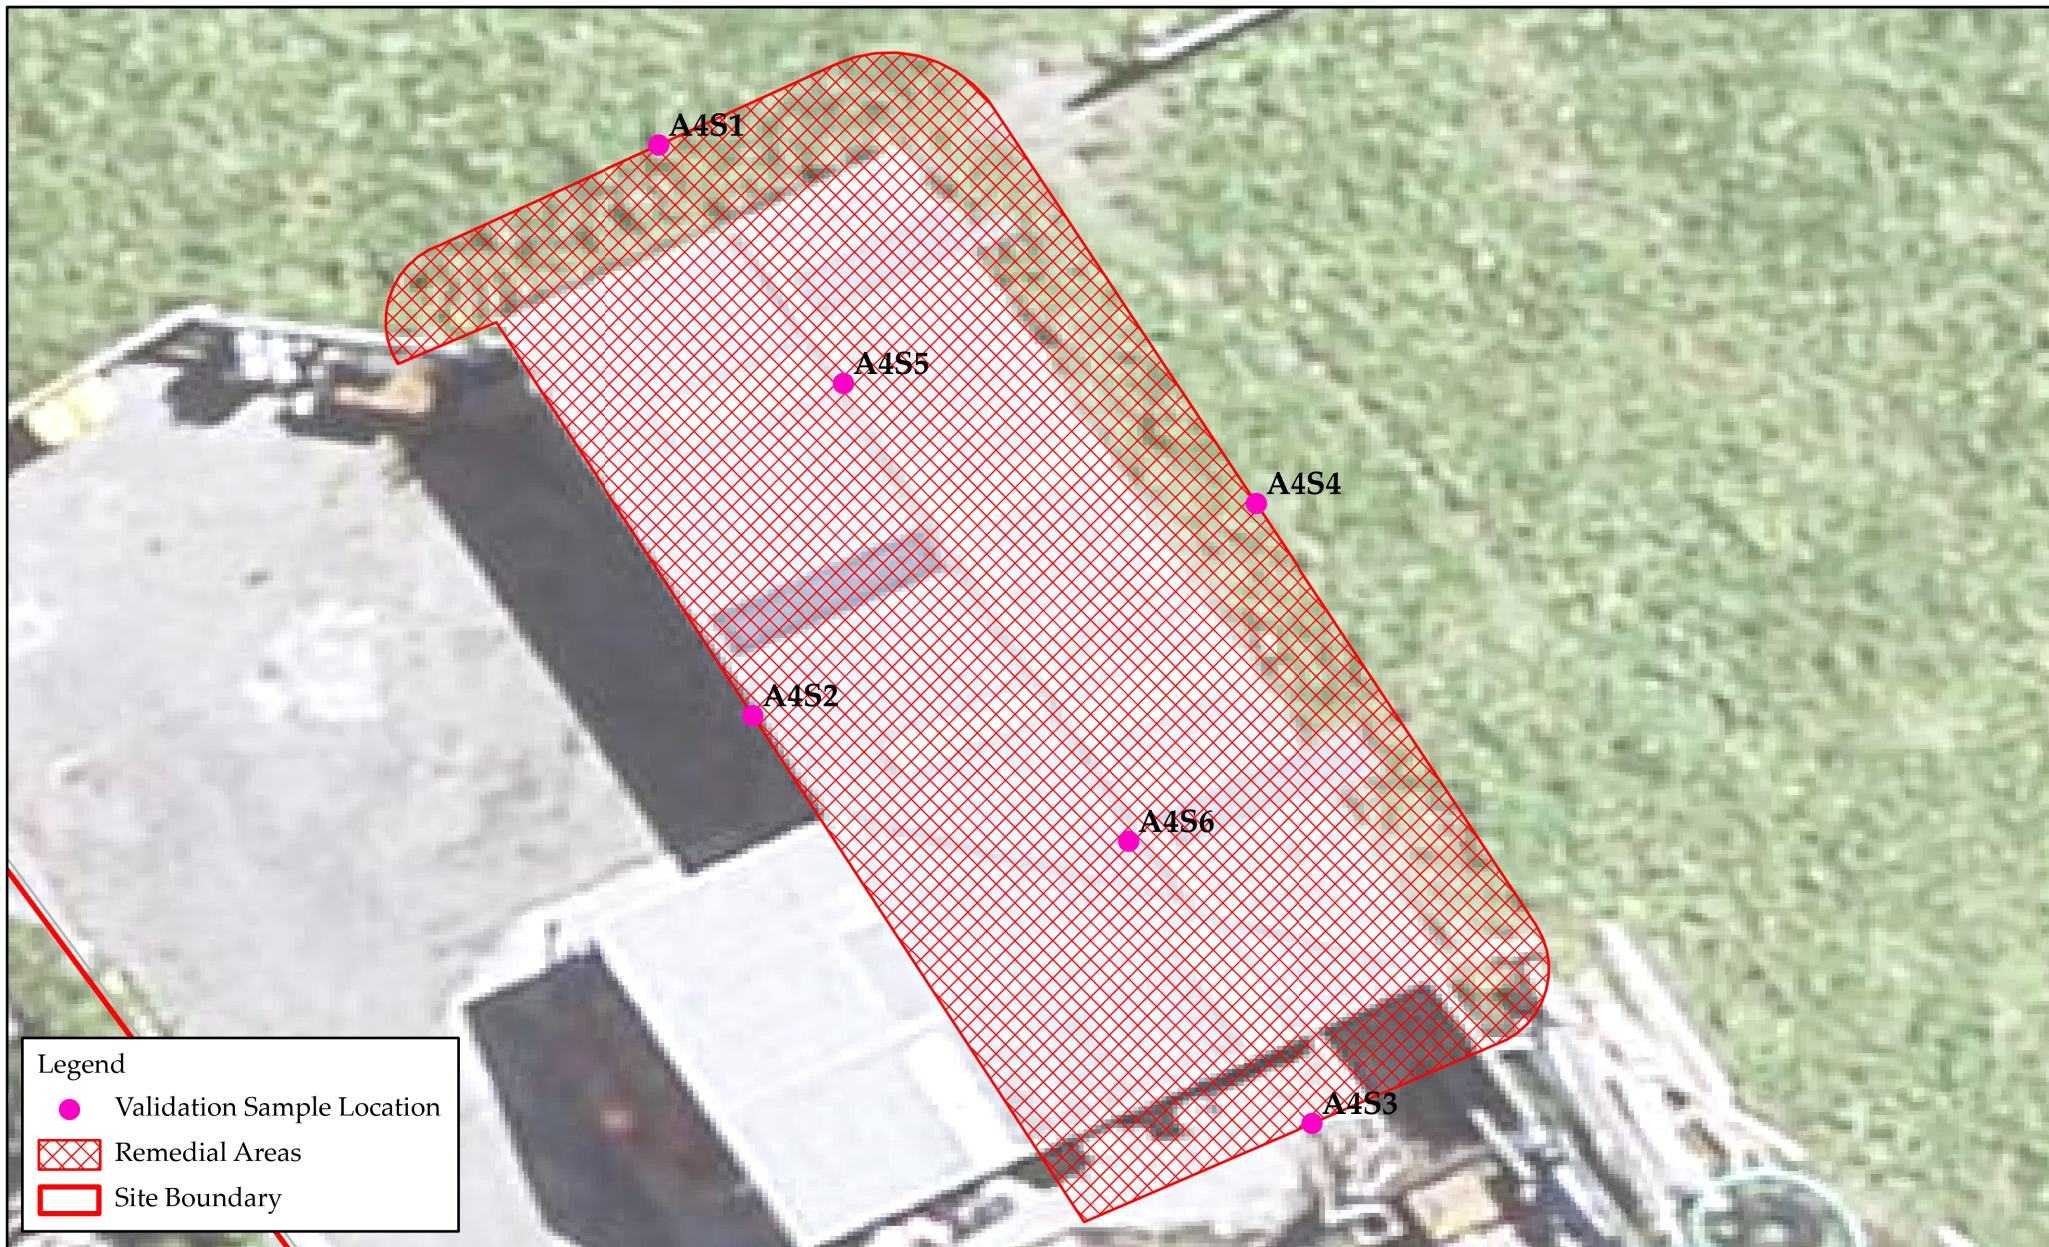 A4S1
A4S5
A4S4
A4S2
A4S6
A4S3
Legend
Validation Sample Location
Remedial Areas
Site Boundary